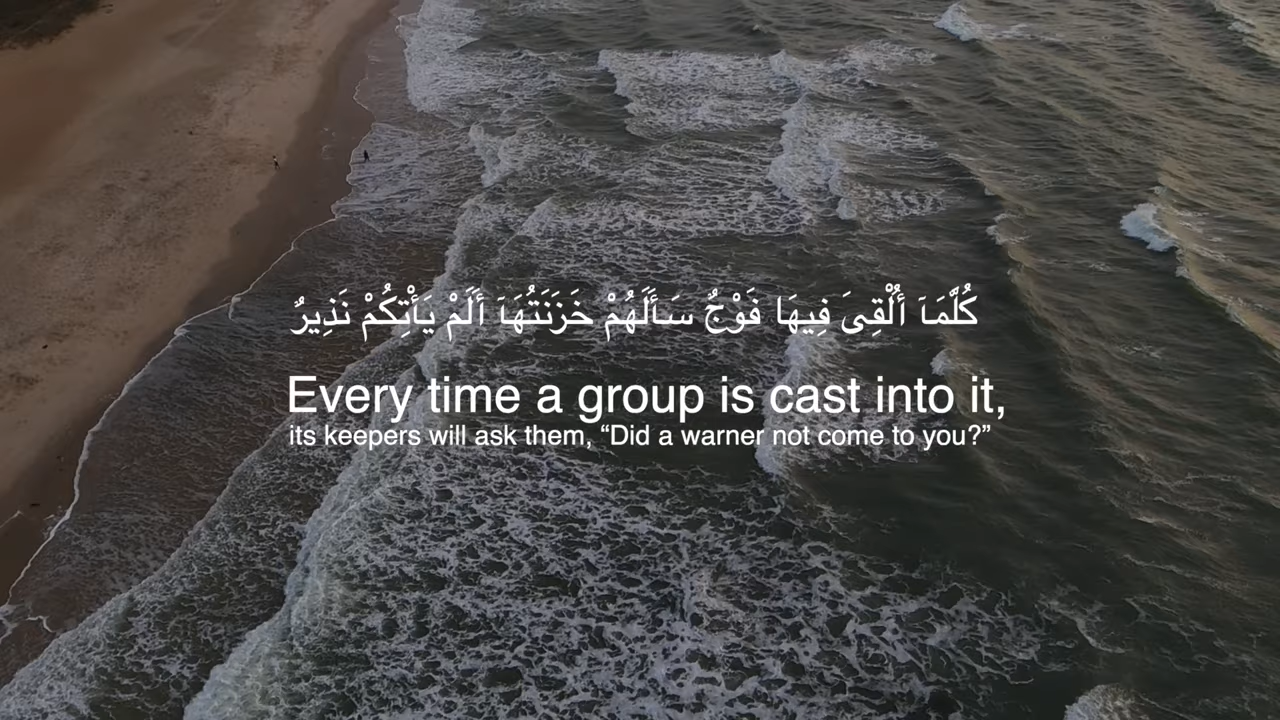 كُلَّمَآ أُلْقِىَ فِيهَا فَوْجٌ سَأَلَهُمْ خَزَنَتُهَآ أَلَمْ يَأْتِكُمْ نَذِيرٌ
Every time a group is cast into it,
its keepers will ask them, “Did a warner not come to you?”